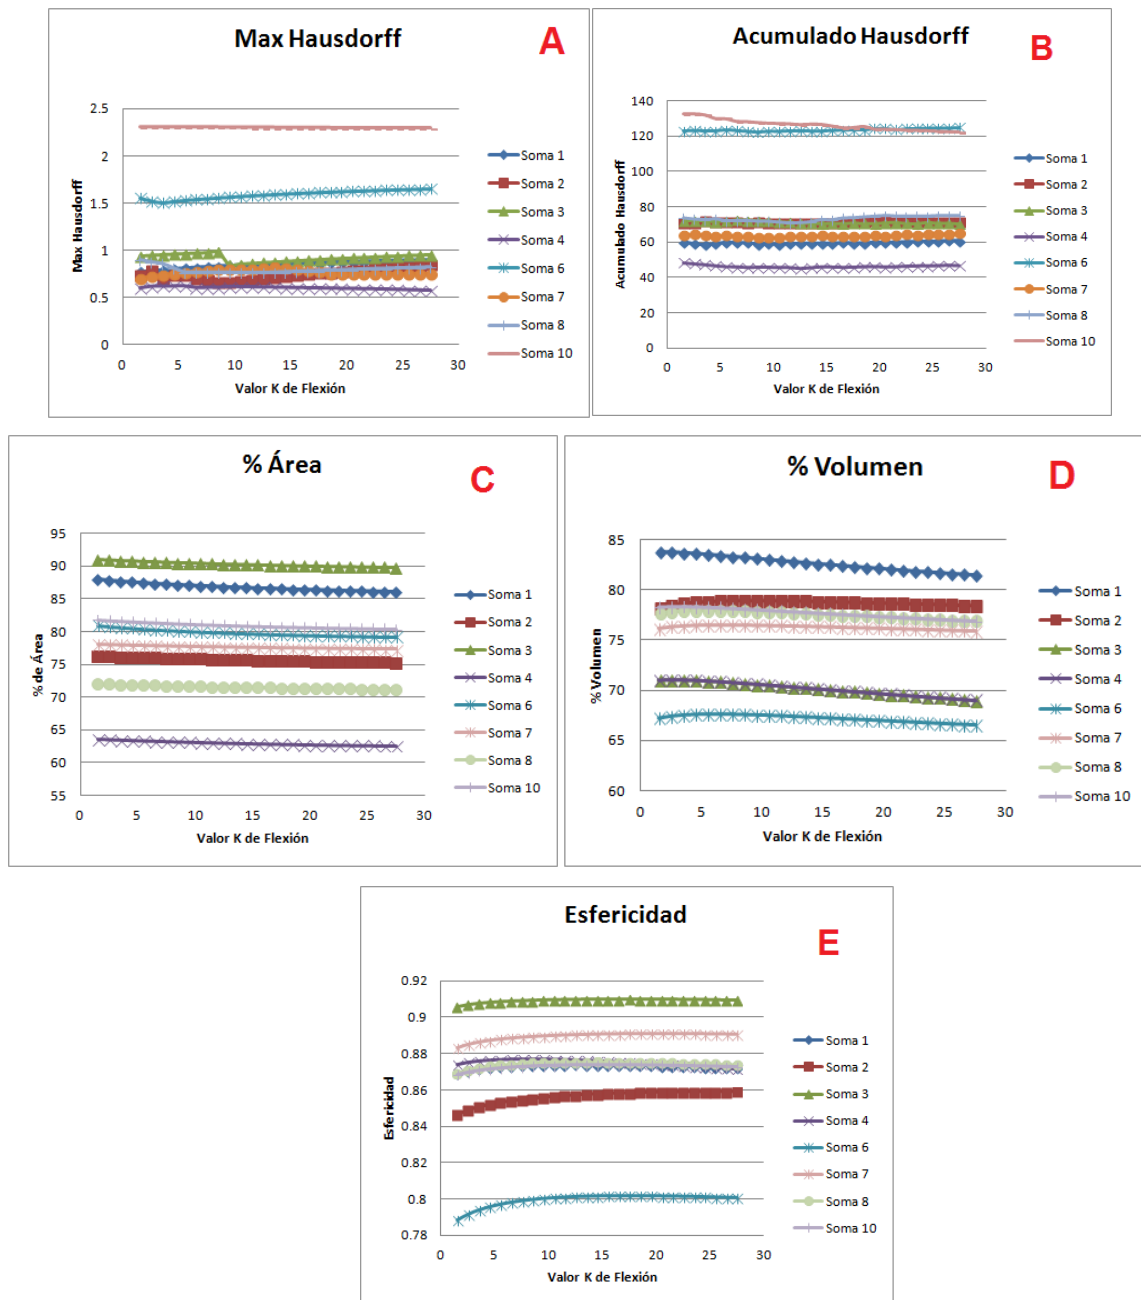 Max Hausdorff
A
Max Hausdorff
2.5
2
1.5
1
0.5
0
0 5 10 15 20 25 30
Valor K de Flexión
Soma 1
Soma 2
Soma 3
Soma 4
Soma 6
Soma 7
Soma 8
Soma 10
Acumulado Hausdorff
B
Acumulado Hausdorff
140
120
100
80
60
40
20
0
0 5 10 15 20 25 30
Valor K de Flexión
Soma 1
Soma 2
Soma 3
Soma 4
Soma 6
Soma 7
Soma 8
Soma 10
% Área
C
% de Área
95
90
85
80
75
70
65
60
55
0 5 10 15 20 25 30
Valor K de Flexión
Soma 1
Soma 2
Soma 3
Soma 4
Soma 6
Soma 7
Soma 8
Soma 10
% Volumen
D
% Volumen
85
80
75
70
65
60
0 5 10 15 20 25 30
Valor K de Flexión
Soma 1
Soma 2
Soma 3
Soma 4
Soma 6
Soma 7
Soma 8
Soma 10
Esfericidad
E
Esfericidad
0.92
0.9
0.88
0.86
0.84
0.82
0.8
0.78
0 5 10 15 20 25 30
Valor K de Flexión
Soma 1
Soma 2
Soma 3
Soma 4
Soma 6
Soma 7
Soma 8
Soma 10